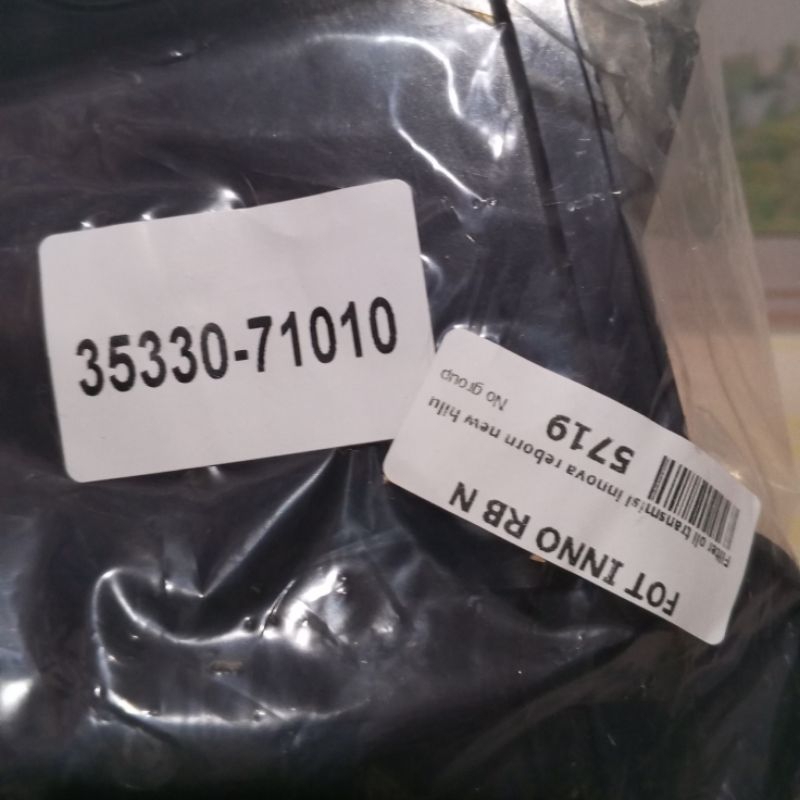 35330-71010
FOT INNO RB N
Filter oli transmisi innova reborn new hilu
5719
No group